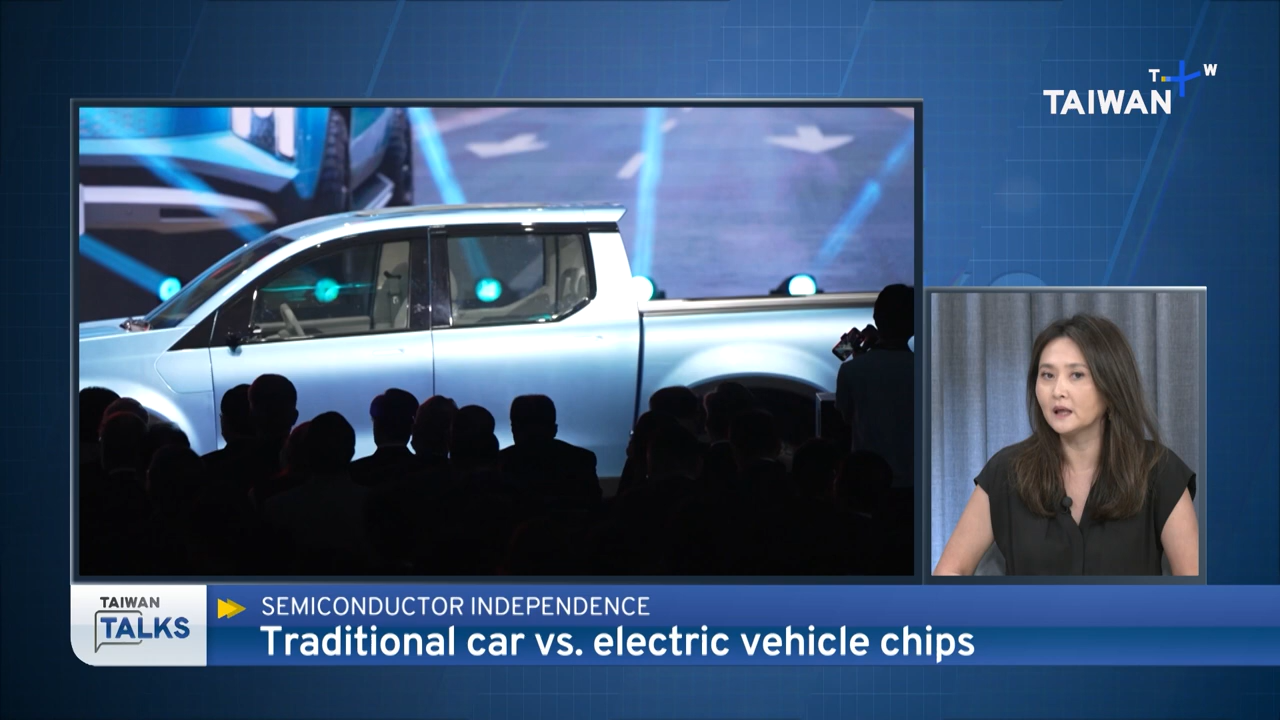 T W
TAIWAN
TAIWAN
TALKS
SEMICONDUCTOR INDEPENDENCE
Traditional car vs. electric vehicle chips